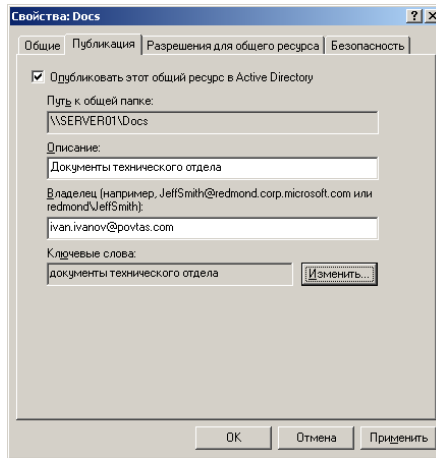 Свойства: Docs
Общие Публикация Разрешения для общего ресурса Безопасность
Опубликовать этот общий ресурс в Active Directory
Путь к общей папке:
\\SERVER01\Docs
Описание:
Документы технического отдела
Владелец (например, JeffSmith@redmond.corp.microsoft.com или
redmond\JeffSmith):
ivan.ivanov@povtas.com
Ключевые слова:
документы технического отдела Изменить...
OK Отмена Применить